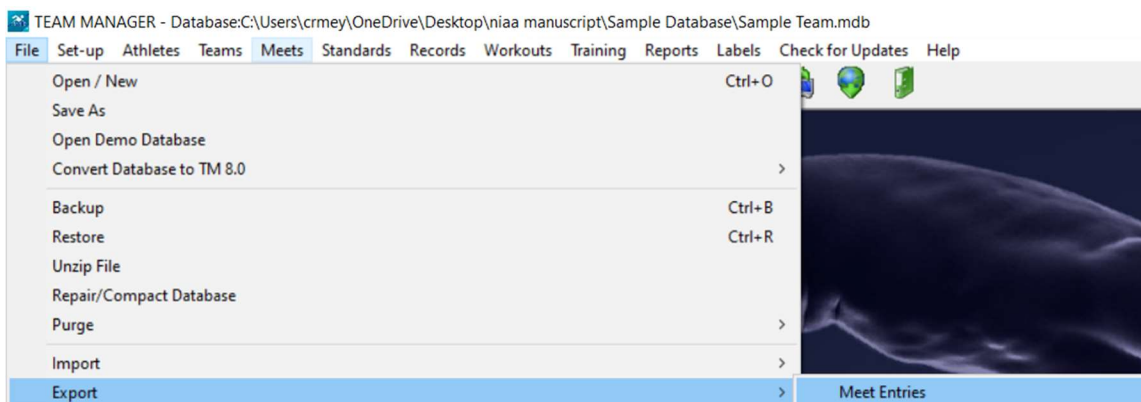 TEAM MANAGER - Database:C:\Users\crmey\OneDrive\Desktop\niaa manuscript\Sample Database\Sample Team.mdb
File Set-up Athletes Teams Meets Standards Records Workouts Training Reports Labels Check for Updates Help
Open / New Ctrl+O
Save As
Open Demo Database
Convert Database to TM 8.0 >
Backup Ctrl+B
Restore Ctrl+R
Unzip File
Repair/Compact Database
Purge >
Import >
Export > Meet Entries